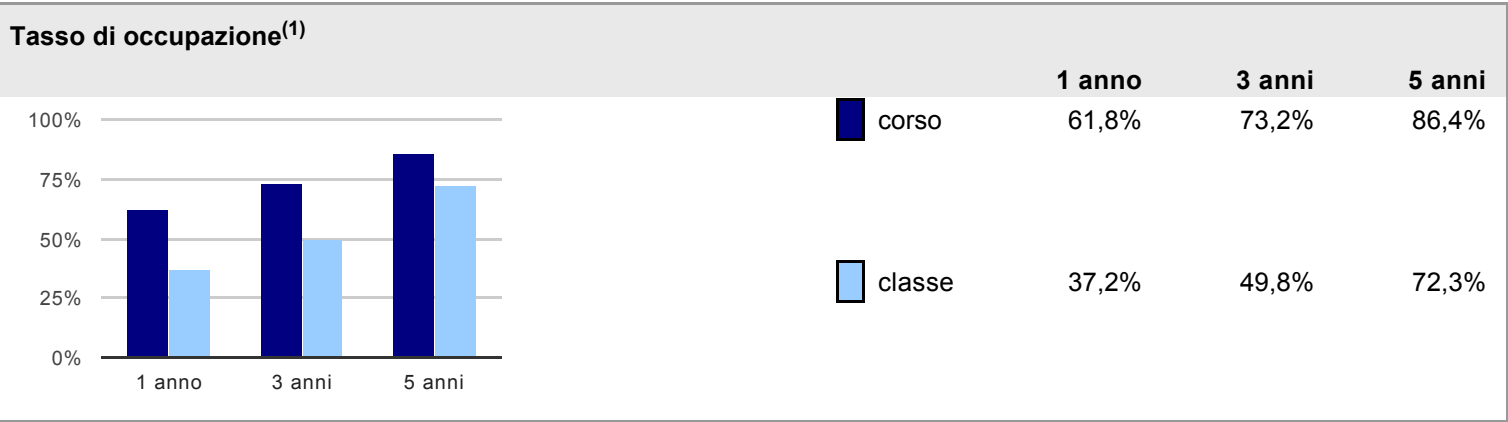 Tasso di occupazione(1)
1 anno 3 anni 5 anni
corso 61,8% 73,2% 86,4%
classe 37,2% 49,8% 72,3%
100%
75%
50%
25%
0%
1 anno 3 anni 5 anni